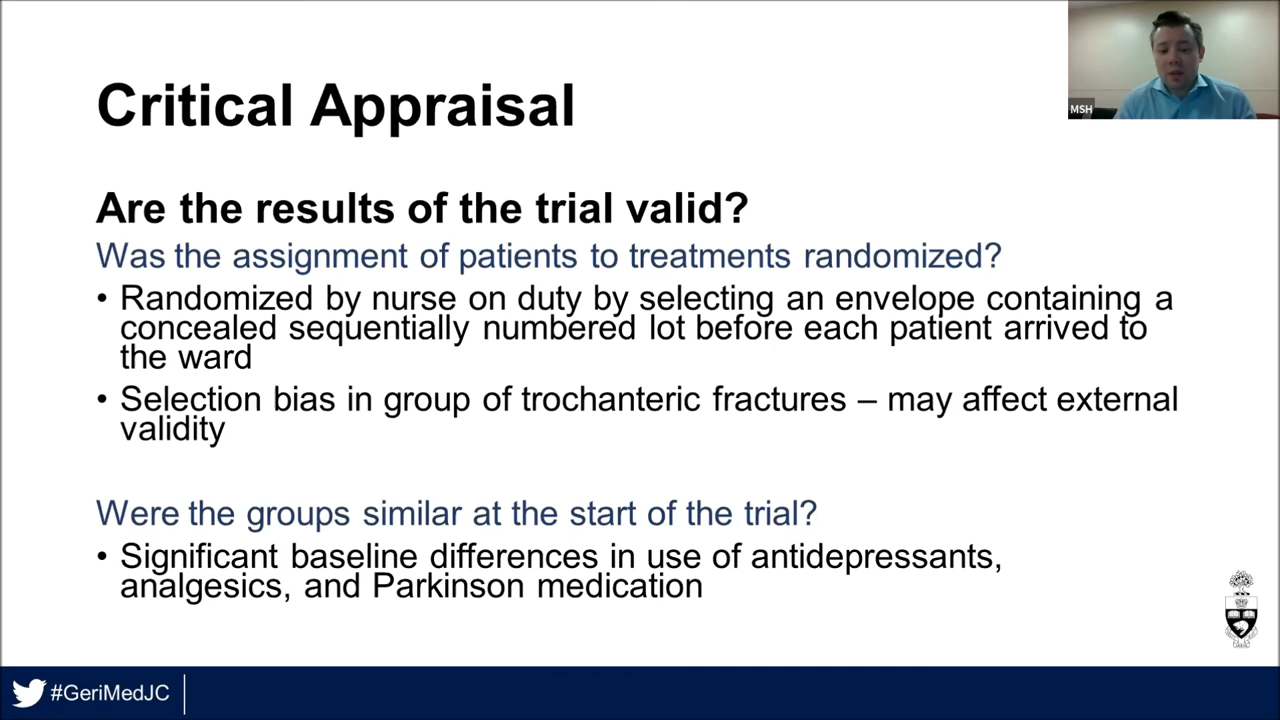 MSH
Critical Appraisal
Are the results of the trial valid?
Was the assignment of patients to treatments randomized?
• Randomized by nurse on duty by selecting an envelope containing a
concealed sequentially numbered lot before each patient arrived to
the ward
• Selection bias in group of trochanteric fractures – may affect external
validity
Were the groups similar at the start of the trial?
• Significant baseline differences in use of antidepressants,
analgesics, and Parkinson medication
#GeriMedJC